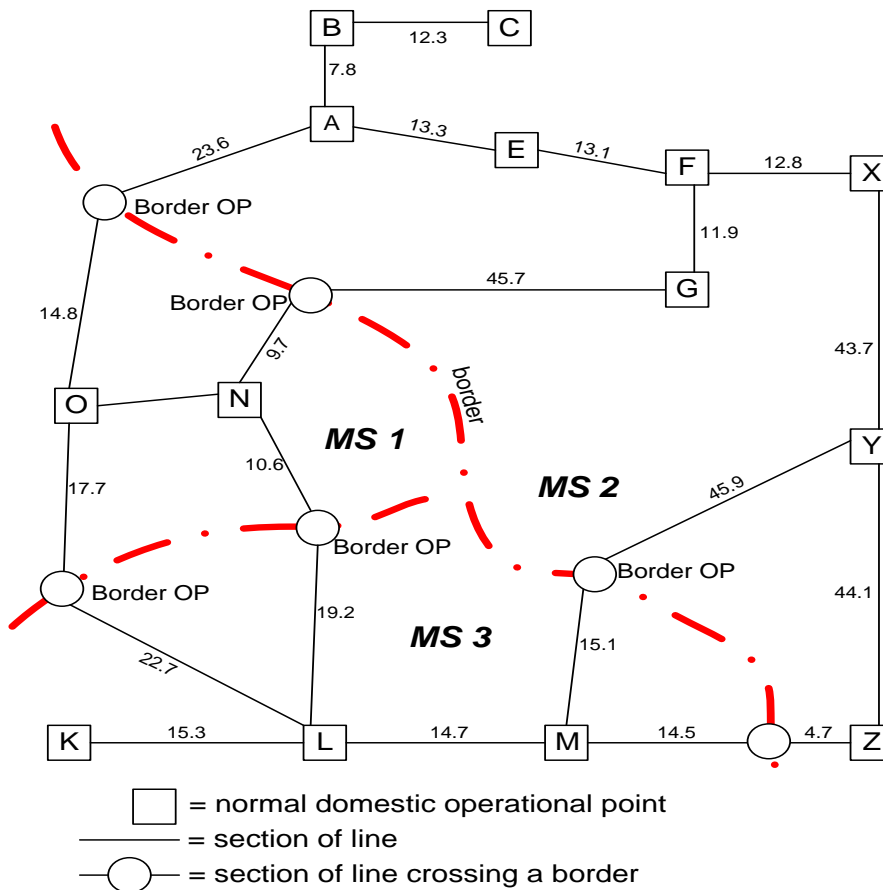 B
12.3
C
7.8
A
13.3
E
13.1
F
12.8
X
23.6
Border OP
11.9
45.7
G
Border OP
14.8
9.7
43.7
border
O
N
MS 1
Y
10.6
17.7
MS 2
45.9
Border OP
Border OP
Border OP
19.2
44.1
MS 3
15.1
22.7
K
15.3
L
14.7
M
14.5
4.7
Z
= normal domestic operational point
= section of line
= section of line crossing a border